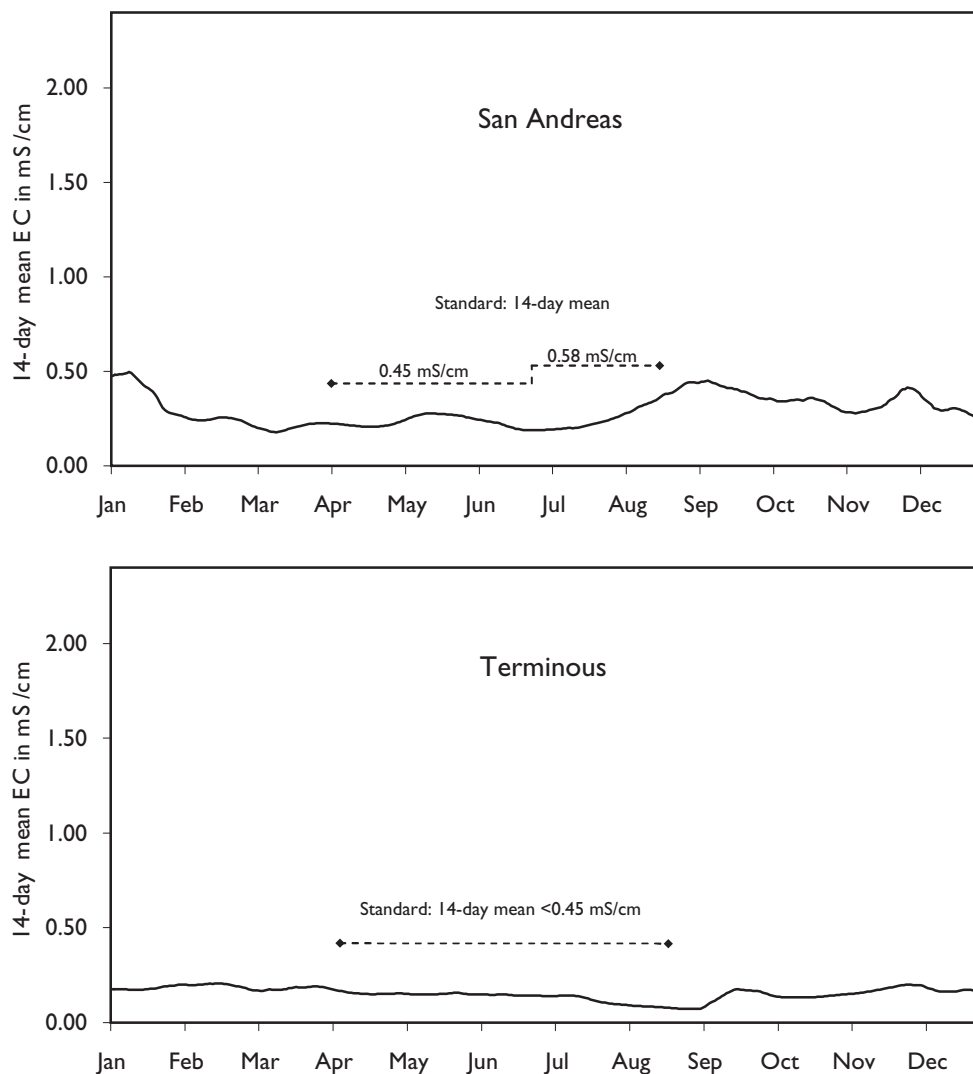 2.00
1.50
1.00
0.50
0.00
14-day mean EC in mS/cm
San Andreas
Standard: 14-day mean
0.45 mS/cm
0.58 mS/cm
Jan Feb Mar Apr May Jun Jul Aug Sep Oct Nov Dec
2.00
1.50
1.00
0.50
0.00
14-day mean EC in mS/cm
Terminous
Standard: 14-day mean <0.45 mS/cm
Jan Feb Mar Apr May Jun Jul Aug Sep Oct Nov Dec